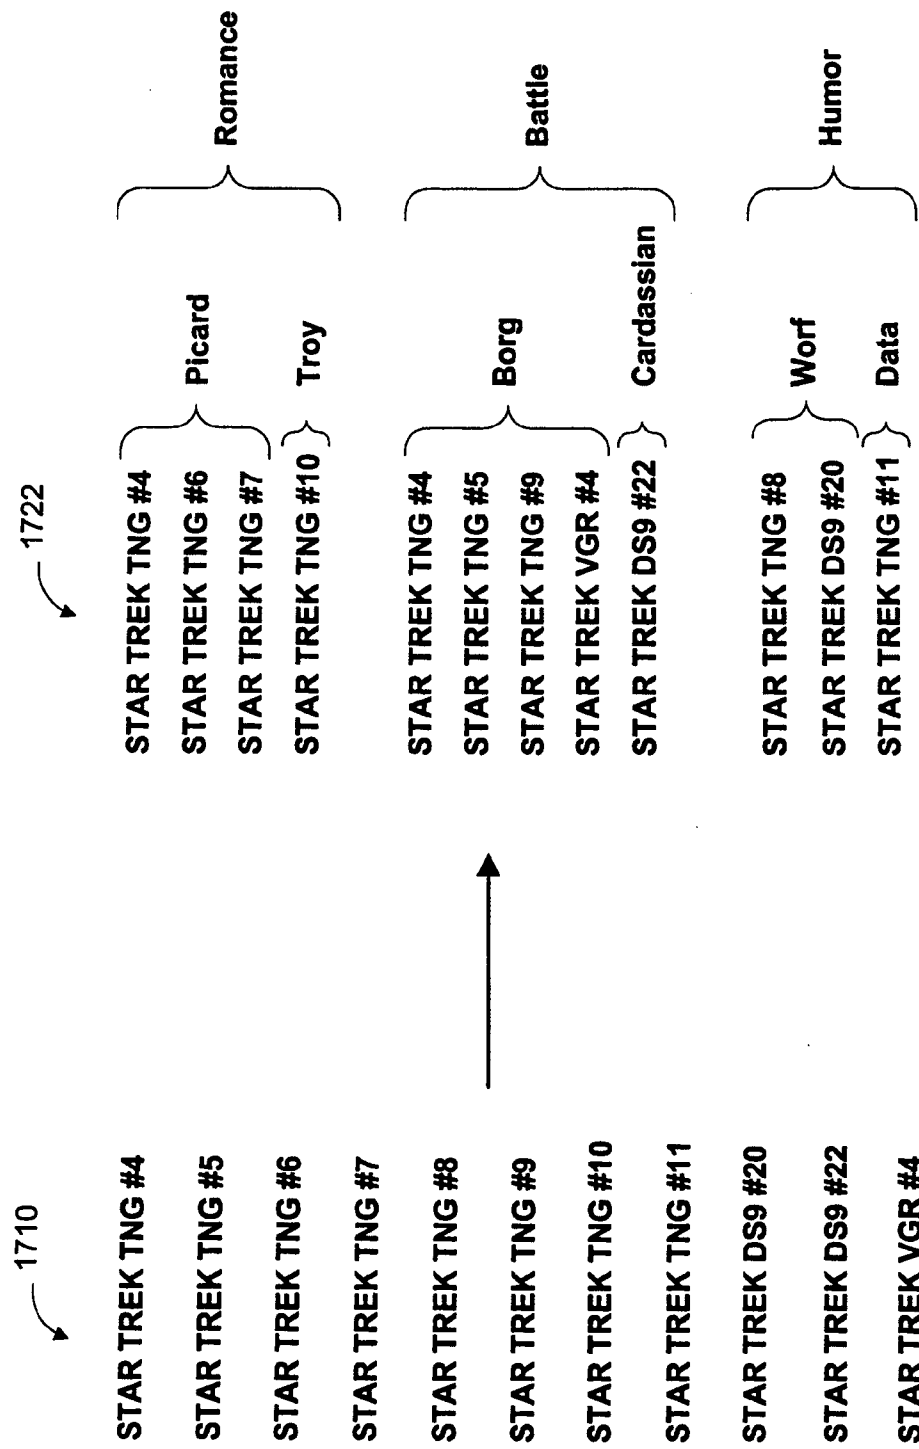 1710
STAR TREK TNG #4
STAR TREK TNG #5
STAR TREK TNG #6
STAR TREK TNG #7
STAR TREK TNG #8
STAR TREK TNG #9
STAR TREK TNG #10
STAR TREK TNG #11
STAR TREK DS9 #20
STAR TREK DS9 #22
STAR TREK VGR #4
1722
STAR TREK TNG #4
STAR TREK TNG #6
STAR TREK TNG #7
Picard
STAR TREK TNG #10
Troy
Romance
STAR TREK TNG #4
STAR TREK TNG #5
STAR TREK TNG #9
STAR TREK VGR #4
Borg
STAR TREK DS9 #22
Cardassian
Battle
STAR TREK TNG #8
STAR TREK DS9 #20
Worf
STAR TREK TNG #11
Data
Humor